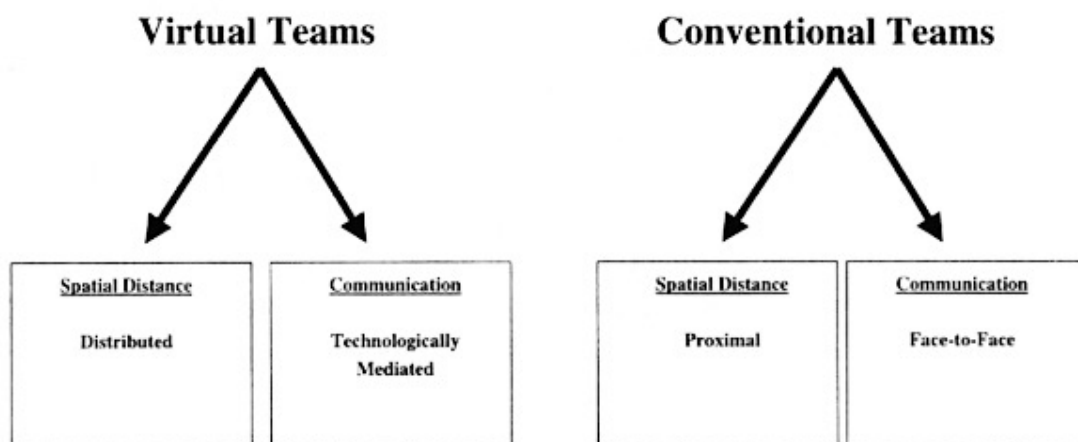 Virtual Teams
Conventional Teams
Spatial Distance
Distributed
Communication
Technologically
Mediated
Spatial Distance
Proximal
Communication
Face-to-Face